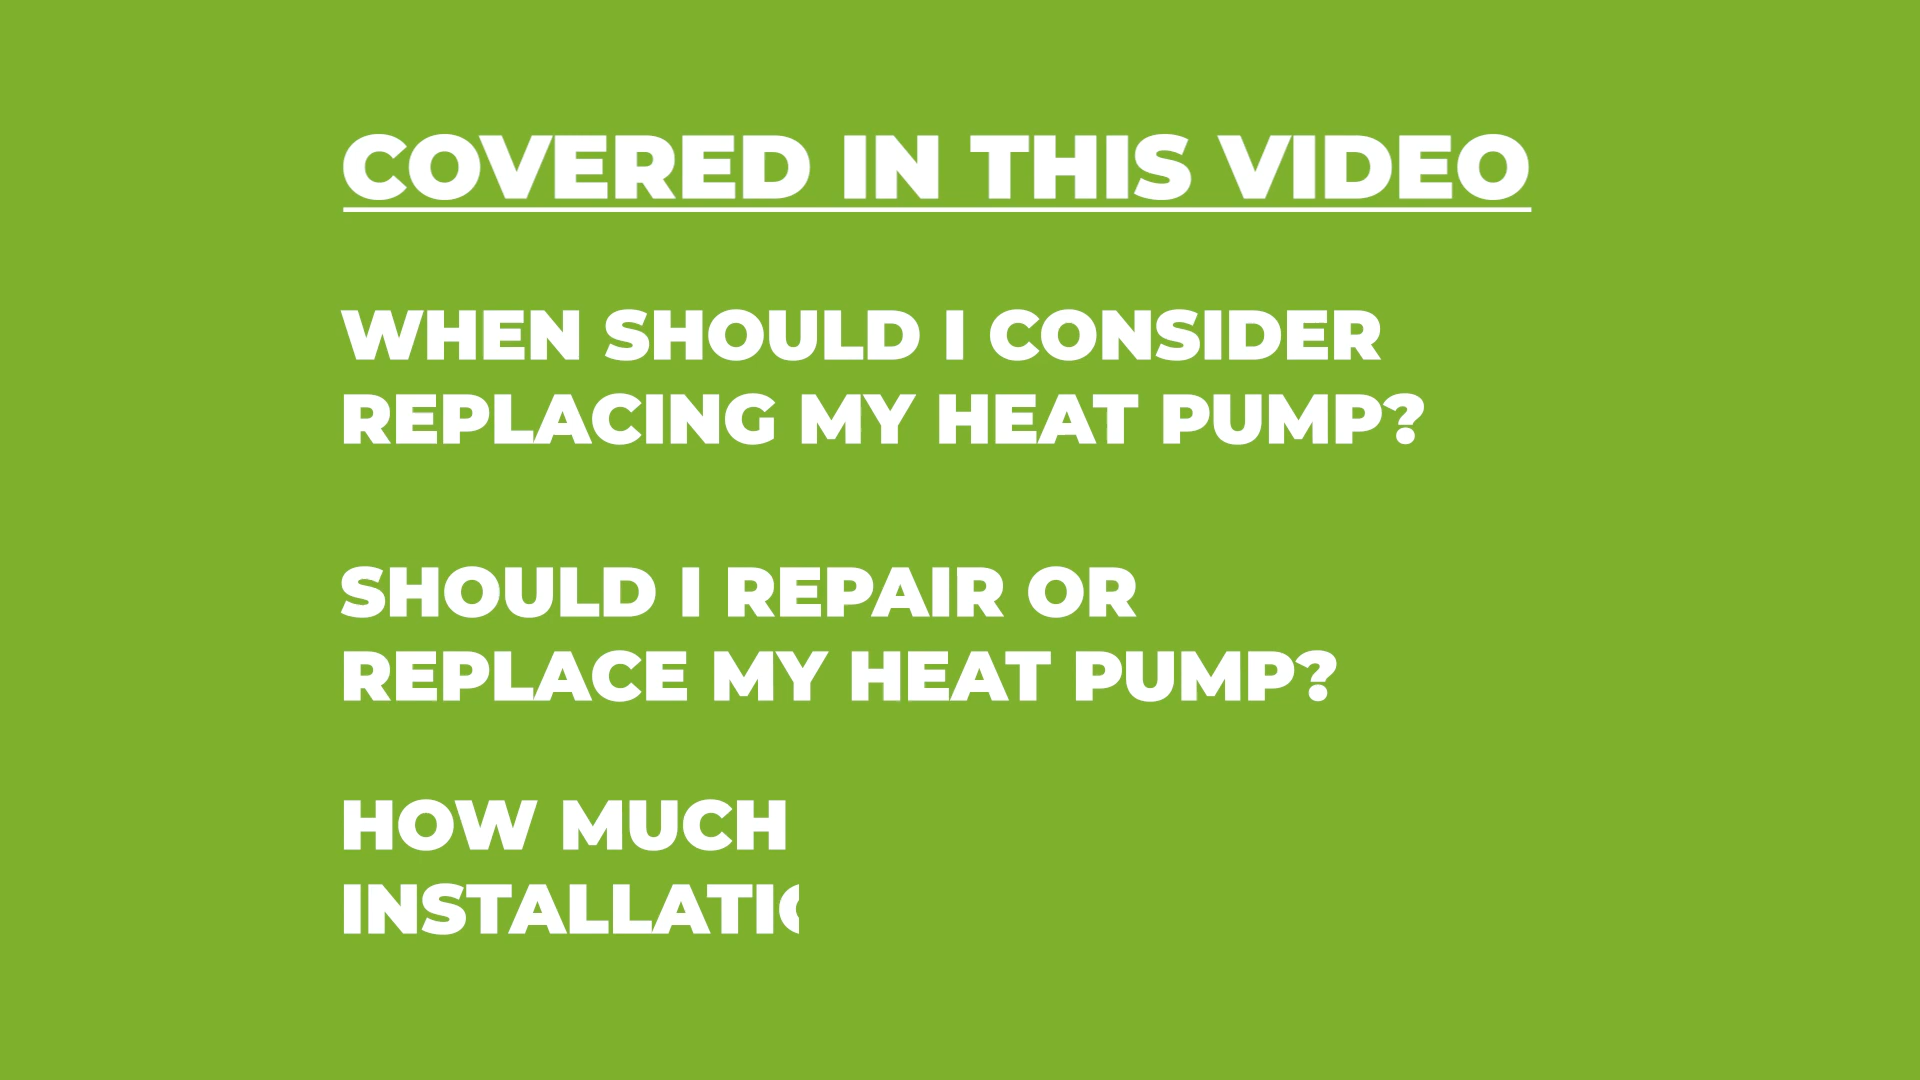 COVERED IN THIS VIDEO
WHEN SHOULD I CONSIDER
REPLACING MY HEAT PUMP?
SHOULD I REPAIR OR
REPLACE MY HEAT PUMP?
HOW MUCH